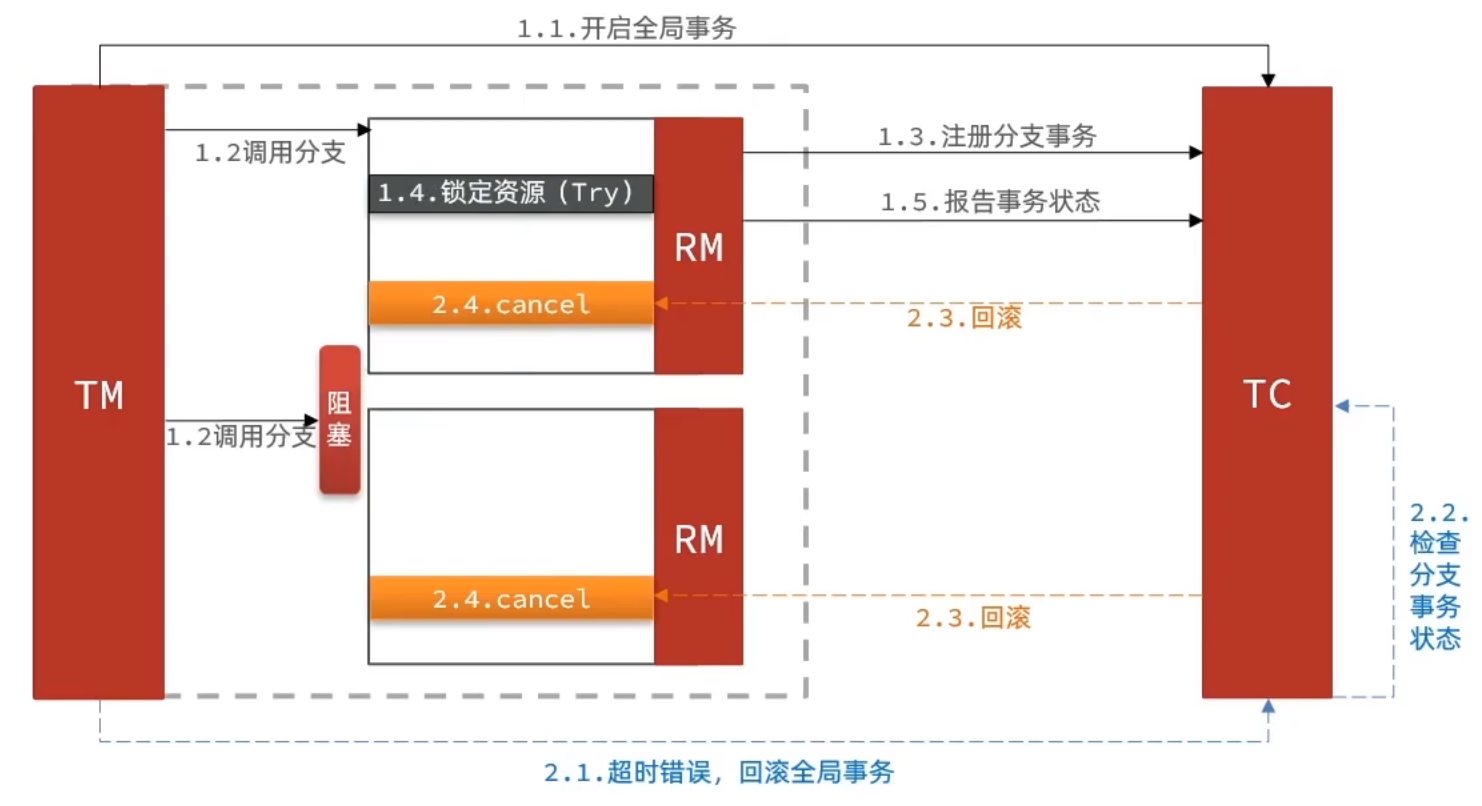 1.1.开启全局事务
1.2调用分支
1.3.注册分支事务
1.4.锁定资源（Try）
1.5.报告事务状态
RM
2.4.cancel
2.3.回滚
TM
阻
塞
1.2调用分支
TC
RM
2.2.
检查
分支
事务
状态
2.4.cancel
2.3.回滚
2.1.超时错误，回滚全局事务